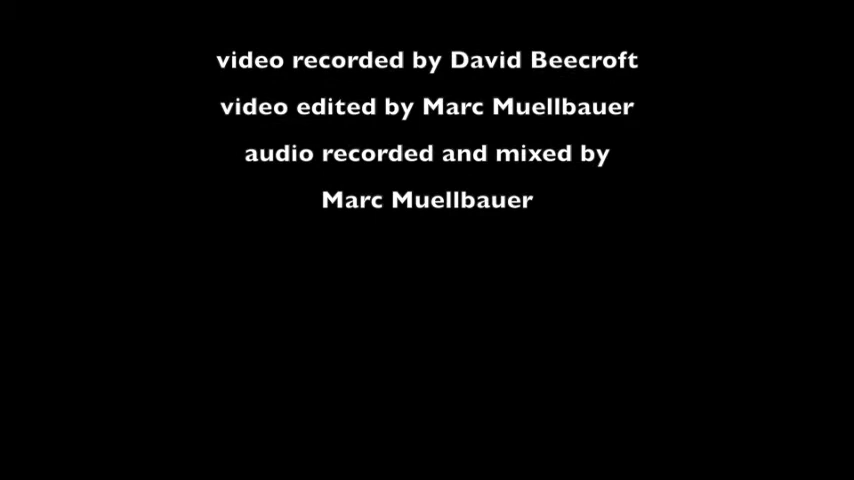 video recorded by David Beecroft
video edited by Marc Muellbauer
audio recorded and mixed by
Marc Muellbauer